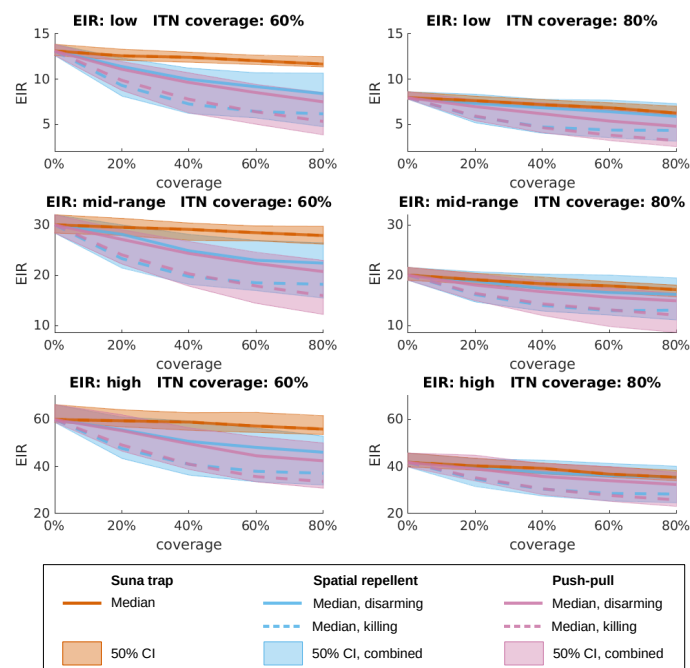 EIR: low ITN coverage: 60%
EIR: low ITN coverage: 80%
15
10
5
EIR
0% 20% 40% 60% 80%
coverage
15
10
5
EIR
0% 20% 40% 60% 80%
coverage
EIR: mid-range ITN coverage: 60%
EIR: mid-range ITN coverage: 80%
30
20
10
EIR
0% 20% 40% 60% 80%
coverage
30
20
10
EIR
0% 20% 40% 60% 80%
coverage
EIR: high ITN coverage: 60%
EIR: high ITN coverage: 80%
60
40
20
EIR
0% 20% 40% 60% 80%
coverage
60
40
20
EIR
0% 20% 40% 60% 80%
coverage
Suna trap
Spatial repellent
Push-pull
Median
Median, disarming
Median, disarming
Median, killing
Median, killing
50% CI
50% CI, combined
50% CI, combined